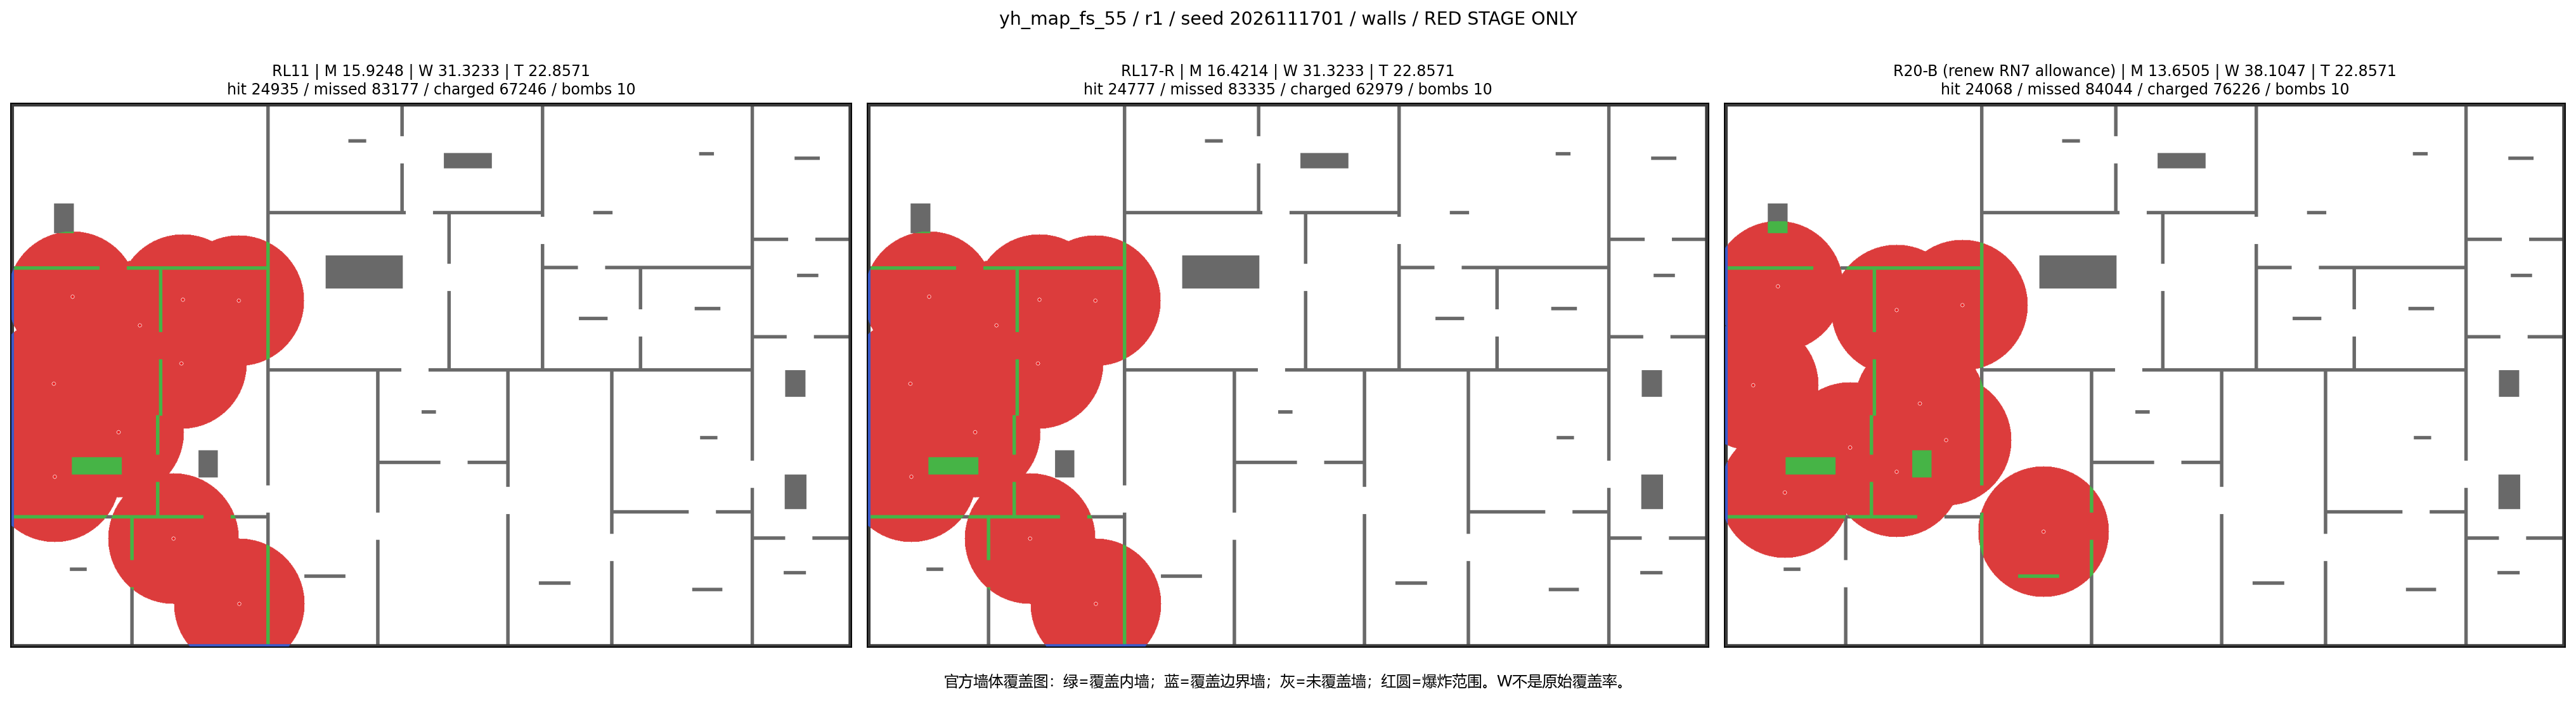 yh_map_fs_55 / r1 / seed 2026111701 / walls / RED STAGE ONLY
RL11 | M 15.9248 | W 31.3233 | T 22.8571
hit 24935 / missed 83177 / charged 67246 / bombs 10
RL17-R | M 16.4214 | W 31.3233 | T 22.8571
hit 24777 / missed 83335 / charged 62979 / bombs 10
R20-B (renew RN7 allowance) | M 13.6505 | W 38.1047 | T 22.8571
hit 24068 / missed 84044 / charged 76226 / bombs 10
官方墙体覆盖图：绿=覆盖内墙；蓝=覆盖边界墙；灰=未覆盖墙；红圆=爆炸范围。W不是原始覆盖率。